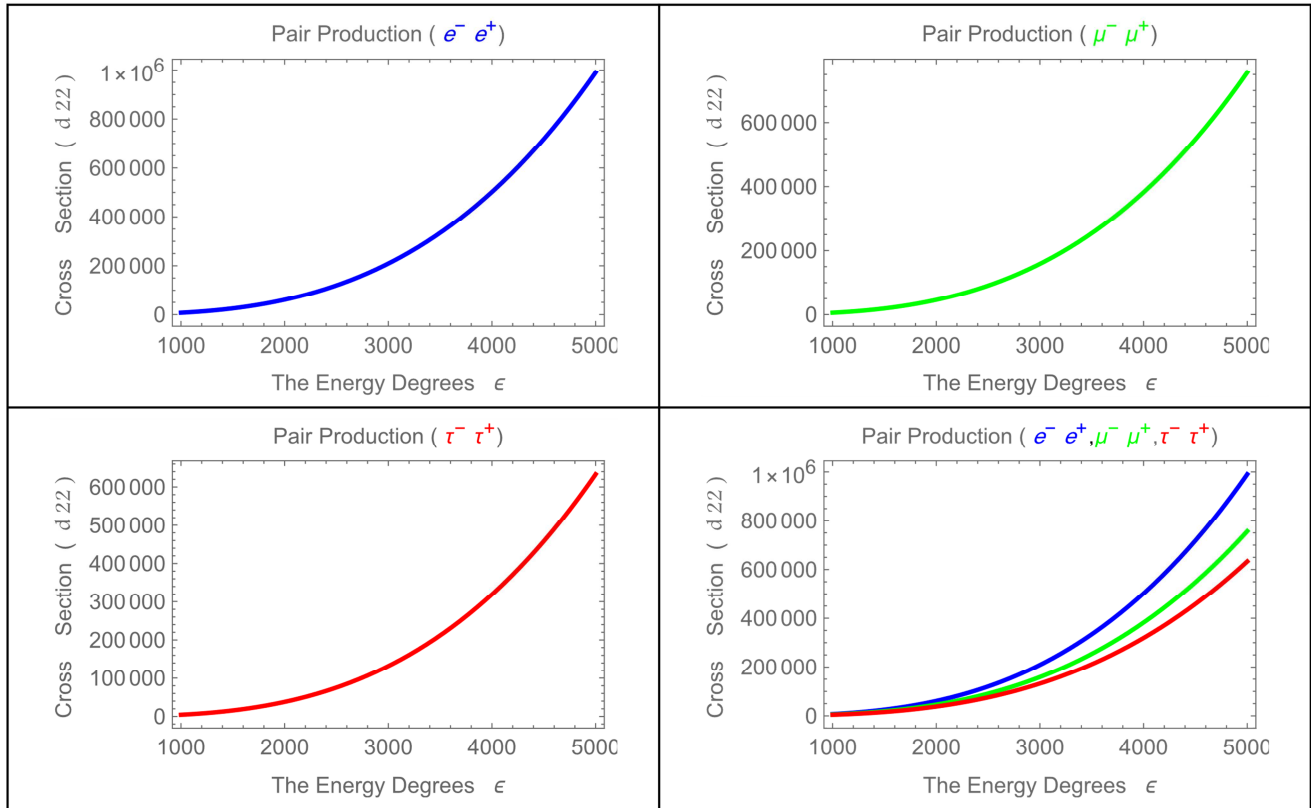 Pair Production ( e⁻ e⁺)
Cross Section ( d 22 )
1×10⁶
800 000
600 000
400 000
200 000
0
1000 2000 3000 4000 5000
The Energy Degrees ϵ
Pair Production ( μ⁻ μ⁺)
Cross Section ( d 22 )
600 000
400 000
200 000
0
1000 2000 3000 4000 5000
The Energy Degrees ϵ
Pair Production ( τ⁻ τ⁺)
Cross Section ( d 22 )
600 000
500 000
400 000
300 000
200 000
100 000
0
1000 2000 3000 4000 5000
The Energy Degrees ϵ
Pair Production ( e⁻ e⁺,μ⁻ μ⁺,τ⁻ τ⁺)
Cross Section ( d 22 )
1×10⁶
800 000
600 000
400 000
200 000
0
1000 2000 3000 4000 5000
The Energy Degrees ϵ